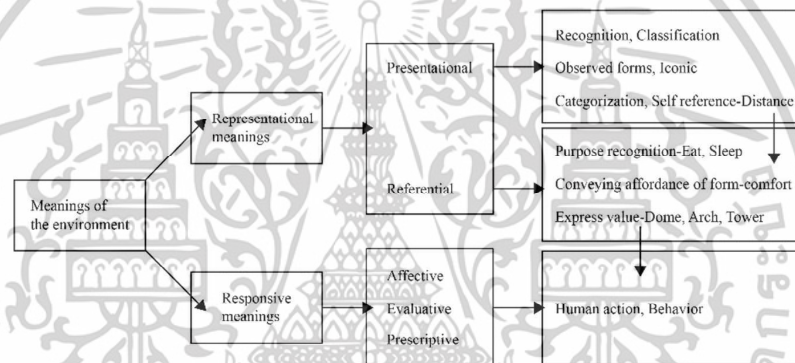 Meanings of
the environment
Representational
meanings
Responsive
meanings
Presentational
Referential
Affective
Evaluative
Prescriptive
Recognition, Classification
Observed forms, Iconic
Categorization, Self reference-Distance
Purpose recognition-Eat, Sleep
Conveying affordance of form-comfort
Express value-Dome, Arch, Tower
Human action, Behavior